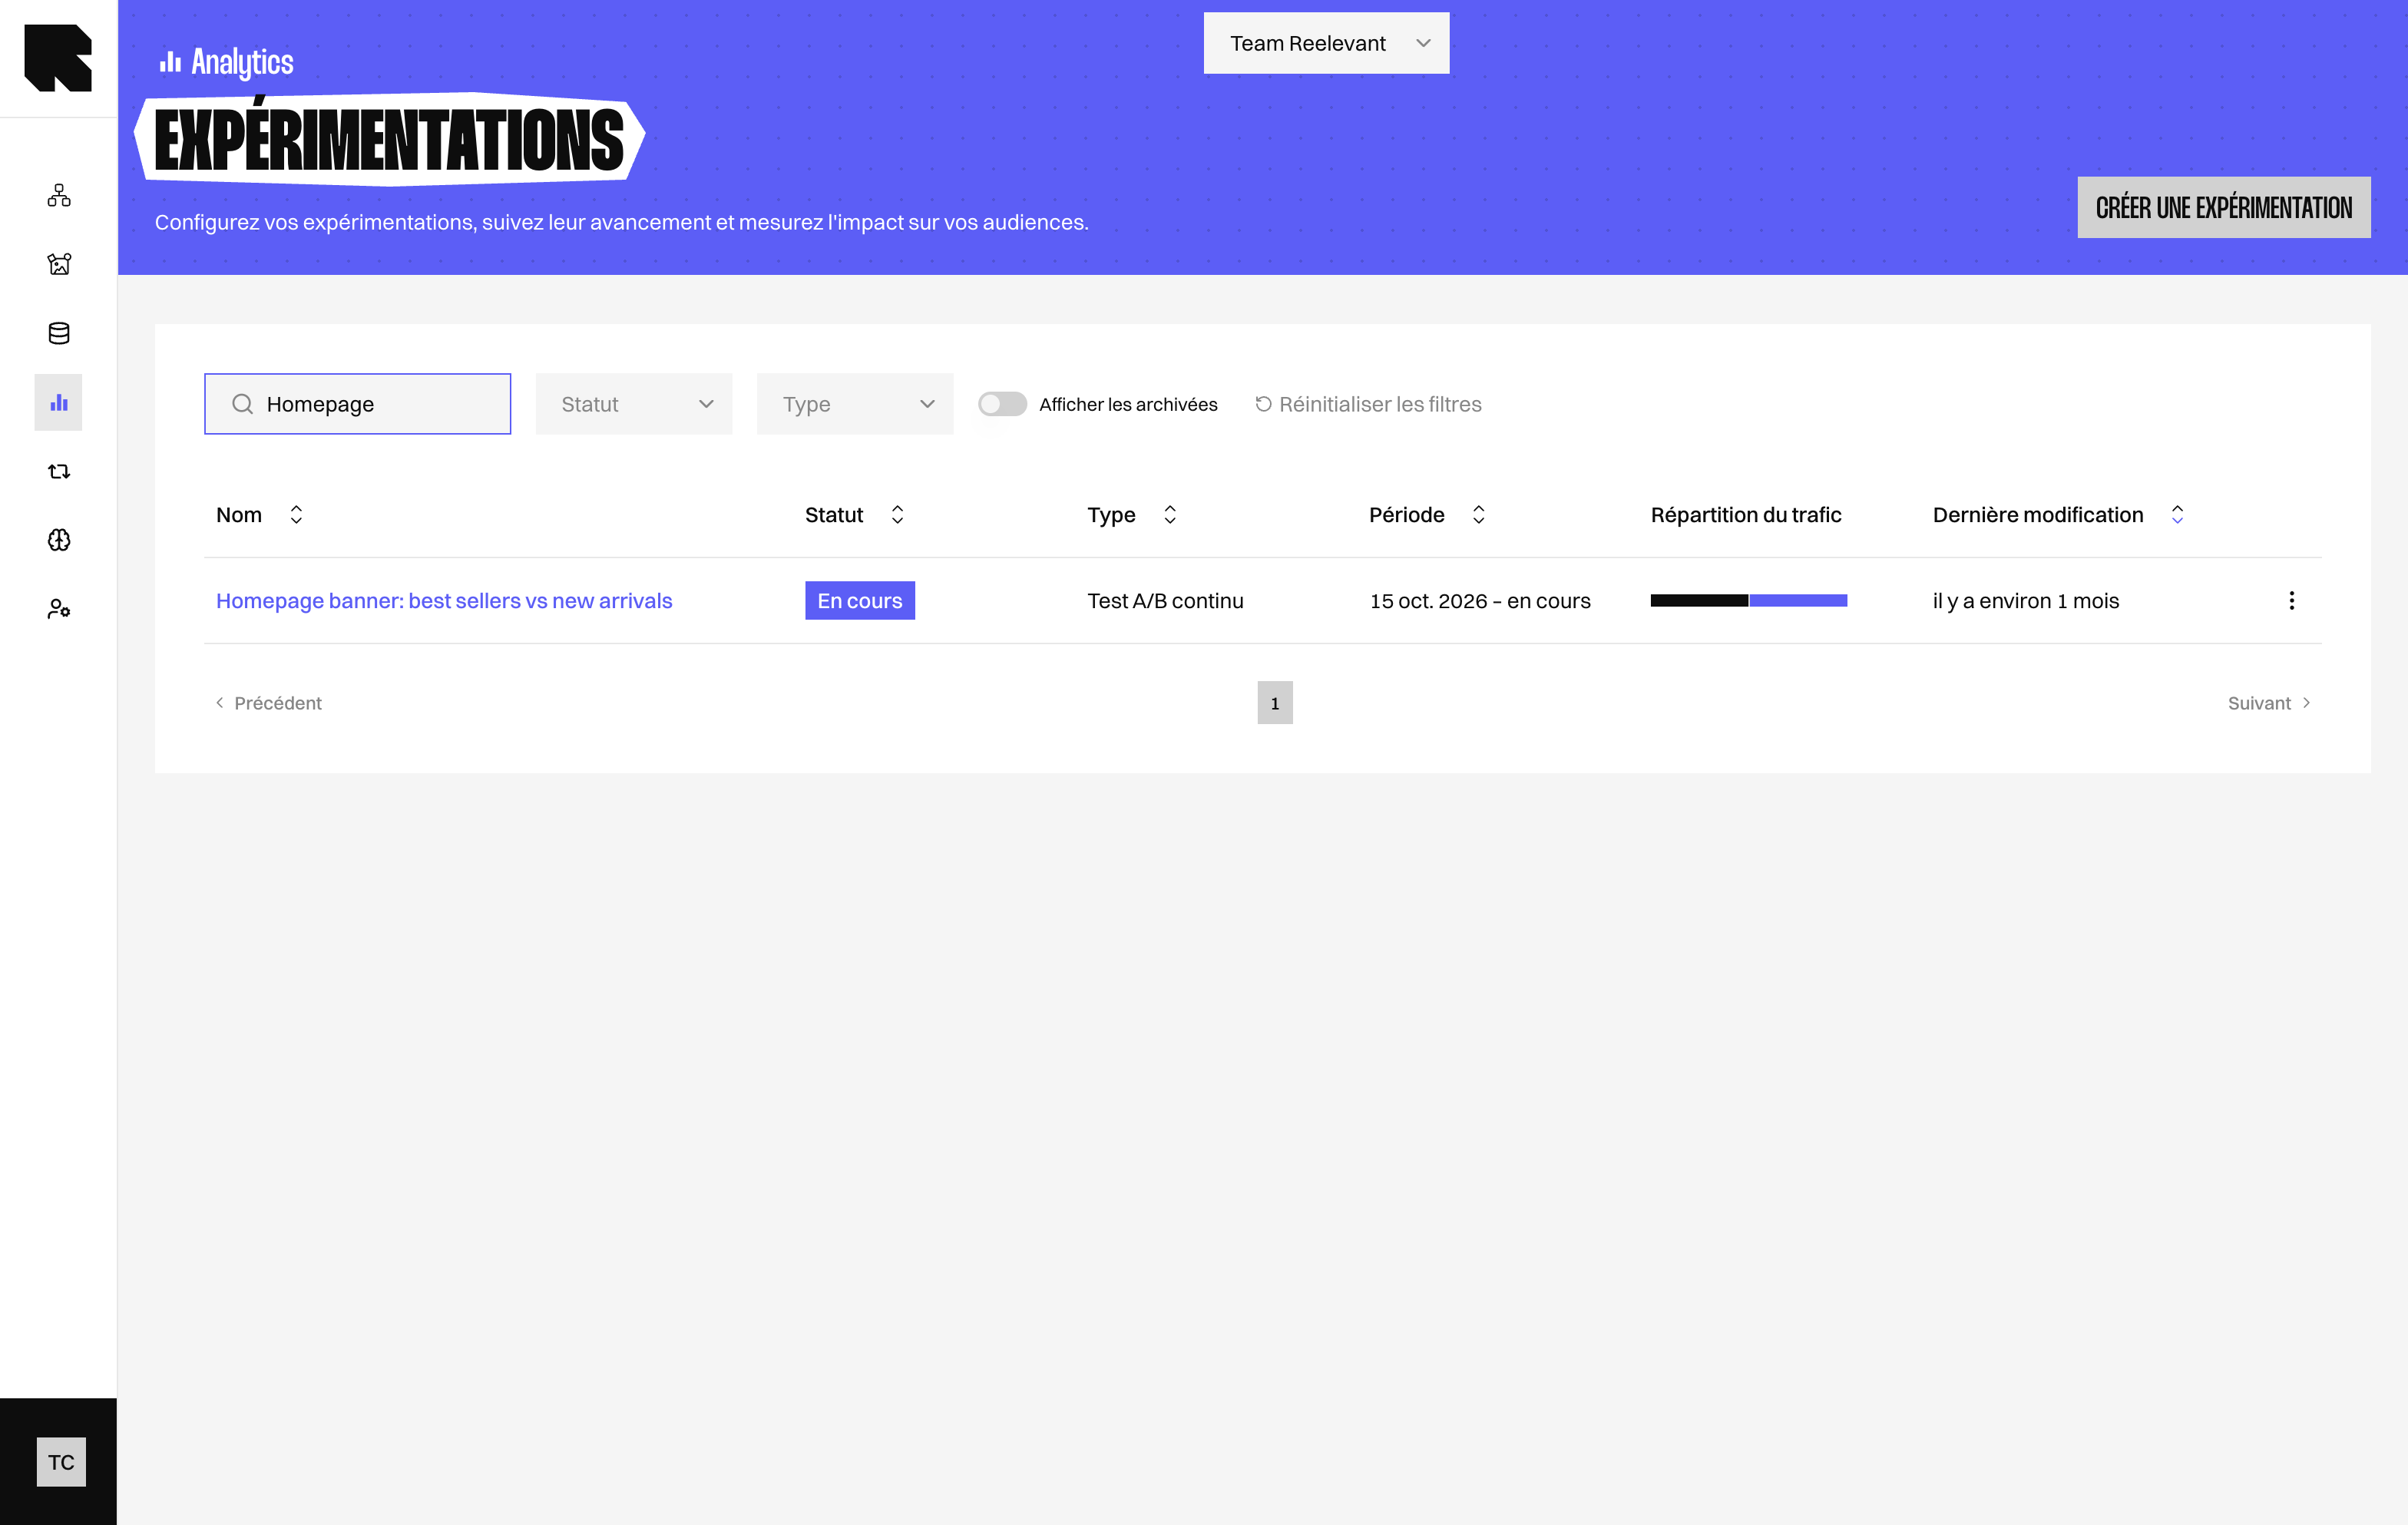 Team Reelevant
Analytics
EXPÉRIMENTATIONS
Configurez vos expérimentations, suivez leur avancement et mesurez l'impact sur vos audiences.
CRÉER UNE EXPÉRIMENTATION
Homepage
Statut
Type
Afficher les archivées
Réinitialiser les filtres
Nom
Statut
Type
Période
Répartition du trafic
Dernière modification
Homepage banner: best sellers vs new arrivals
En cours
Test A/B continu
15 oct. 2026 – en cours
il y a environ 1 mois
Précédent
1
Suivant
TC